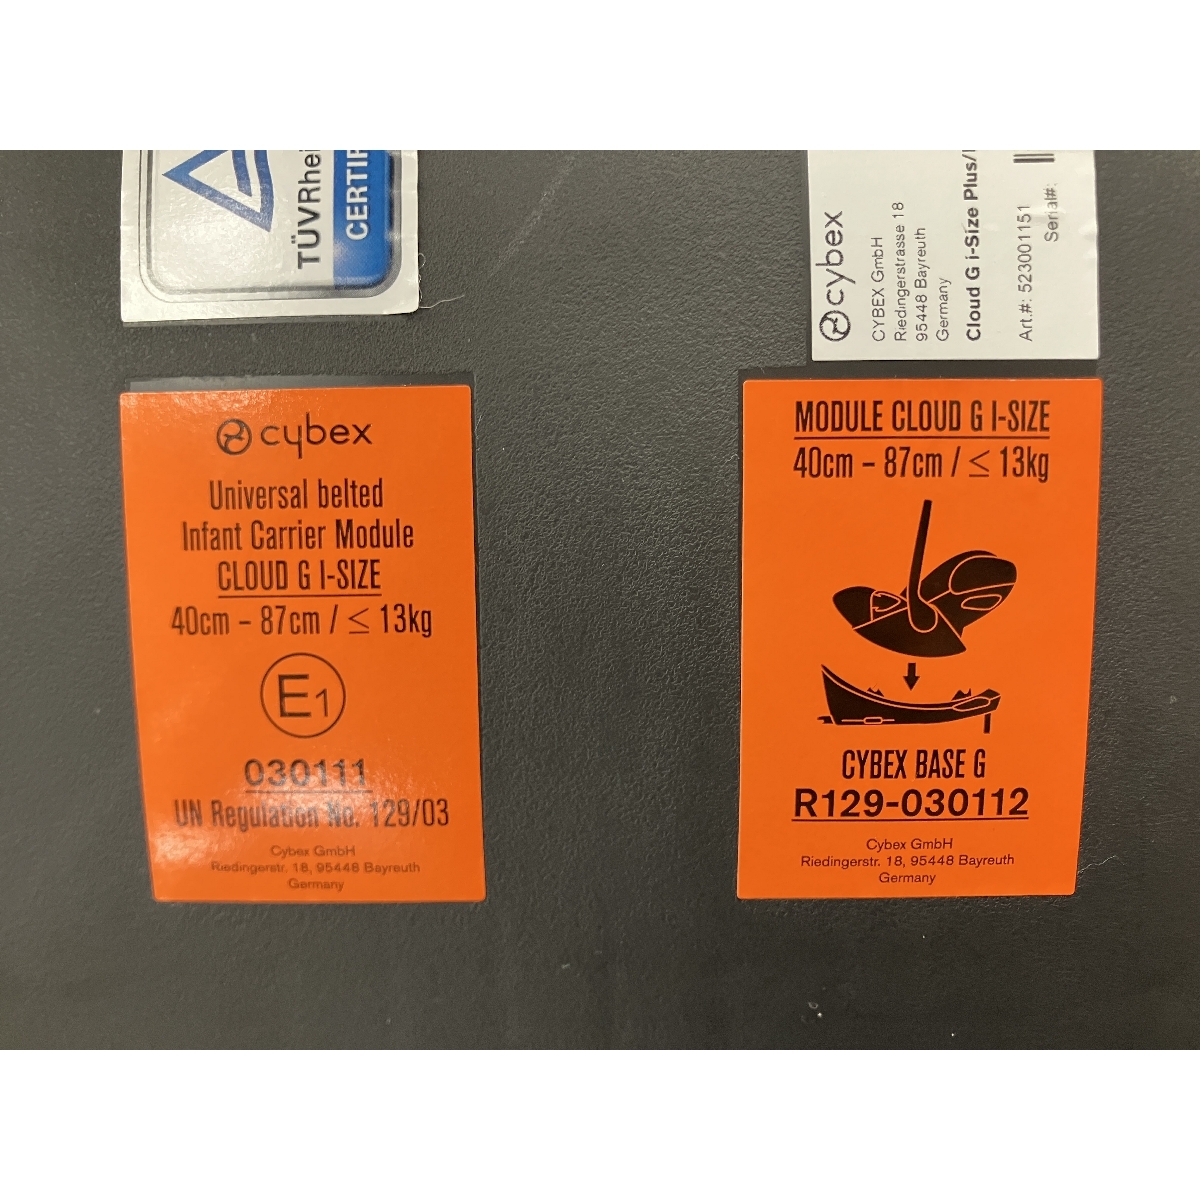 TÜVRhei
CERTIF
cybex
CYBEX GmbH
Riedingerstrasse 18
95448 Bayreuth
Germany
Cloud G i-Size Plus/
Art.#: 523001151
Serial#:
cybex
Universal belted
Infant Carrier Module
CLOUD G I-SIZE
40cm – 87cm / ≤ 13kg
E1
030111
UN Regulation No. 129/03
Cybex GmbH
Riedingerstr. 18, 95448 Bayreuth
Germany
MODULE CLOUD G I-SIZE
40cm – 87cm / ≤ 13kg
CYBEX BASE G
R129-030112
Cybex GmbH
Riedingerstr. 18, 95448 Bayreuth
Germany